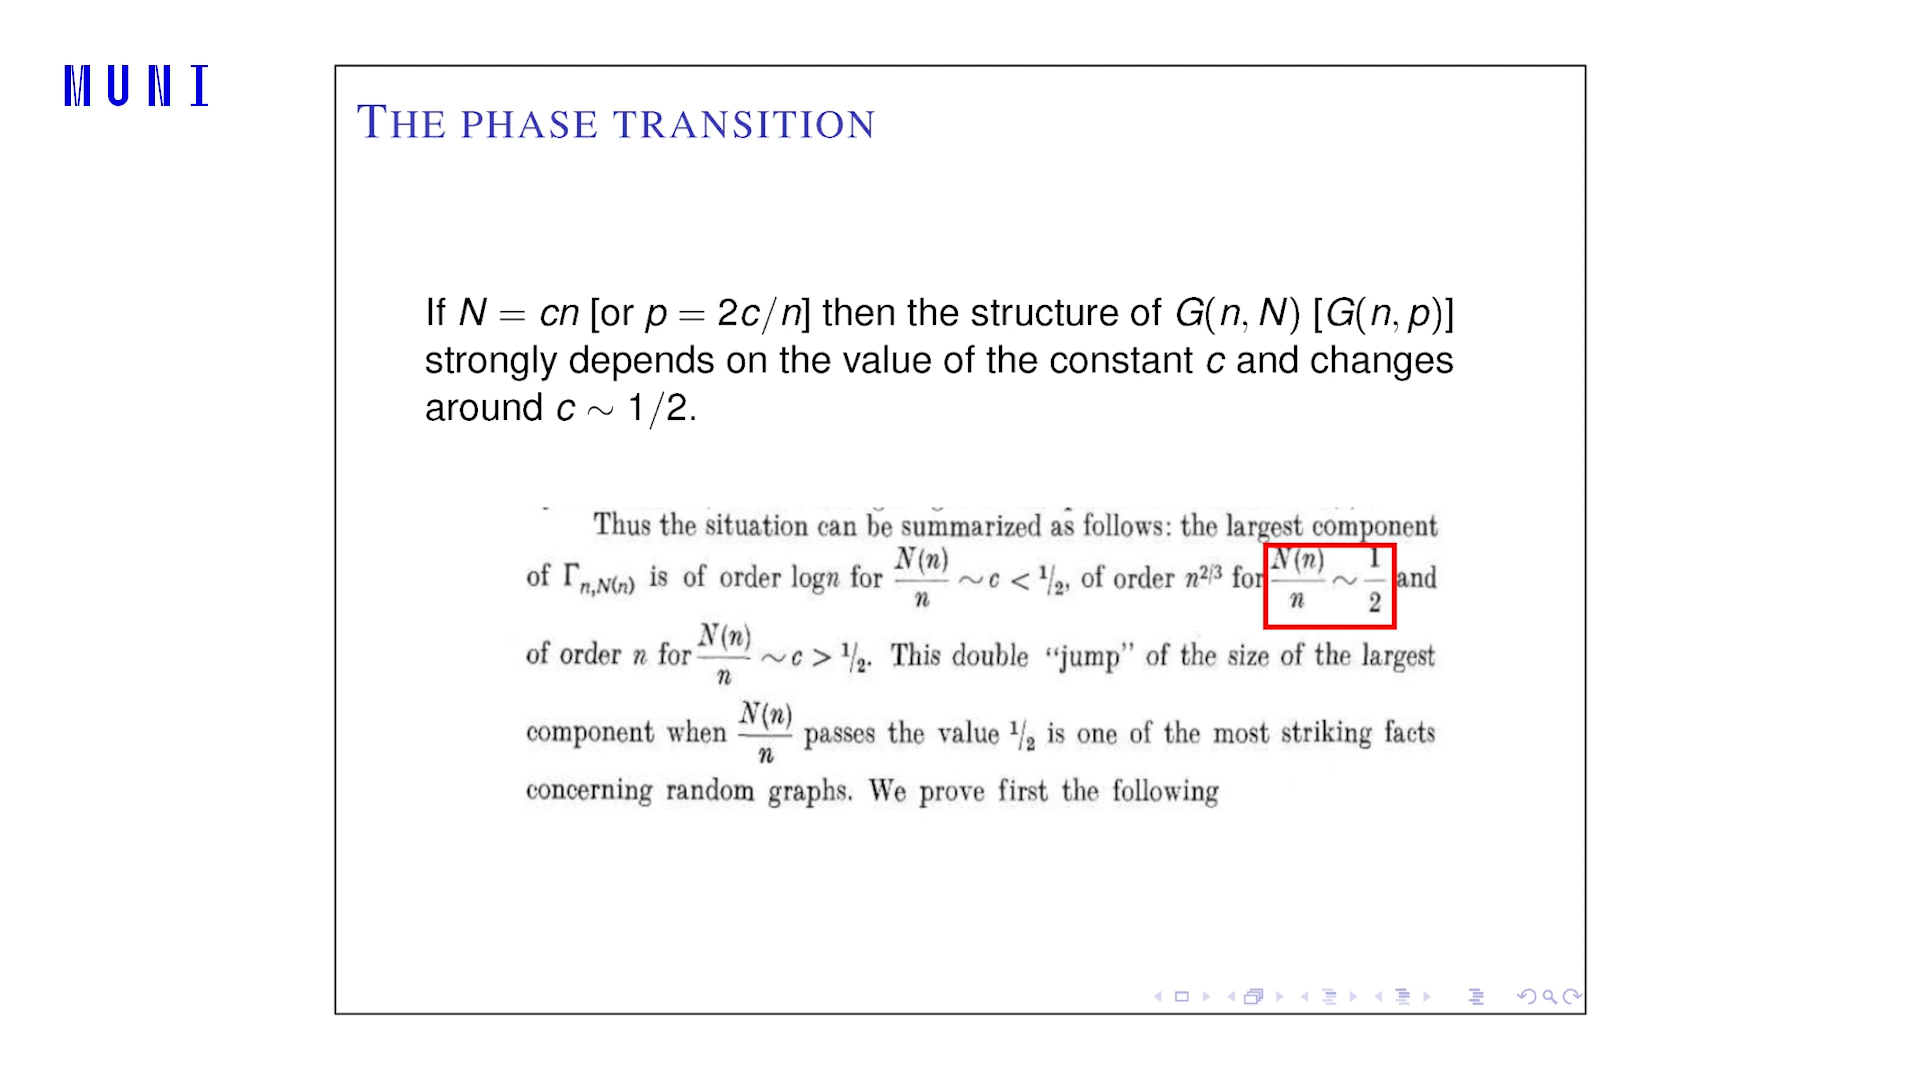 MUNI
THE PHASE TRANSITION
If N = cn [or p = 2c/n] then the structure of G(n, N) [G(n, p)]
strongly depends on the value of the constant c and changes
around c ∼ 1/2.
Thus the situation can be summarized as follows: the largest component
of Γn,N(n) is of order logn for N(n)/n ∼ c < 1/2, of order n^2/3 for N(n)/n ∼ 1/2 and
of order n for N(n)/n ∼ c > 1/2. This double “jump” of the size of the largest
component when N(n)/n passes the value 1/2 is one of the most striking facts
concerning random graphs. We prove first the following